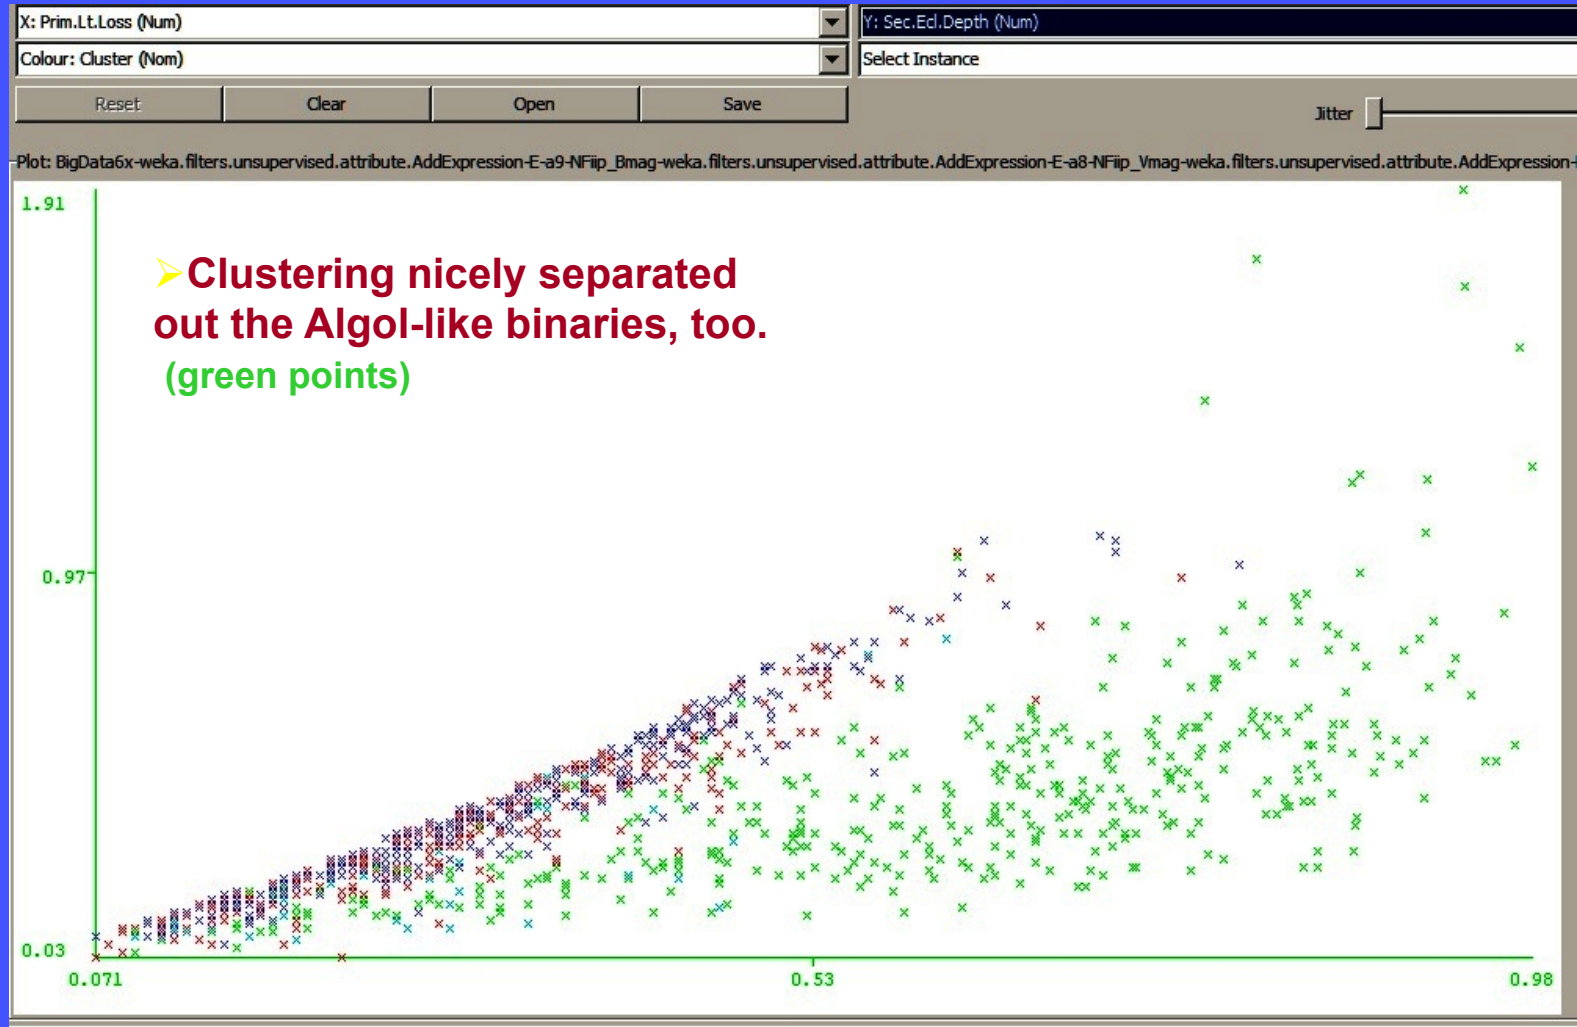 X: Prim.Lt.Loss (Num)
Y: Sec.Ecl.Depth (Num)
Colour: Cluster (Nom)
Select Instance
Reset
Clear
Open
Save
Jitter
Plot: BigData6x-weka.filters.unsupervised.attribute.AddExpression-E-a9-NFiip_Bmag-weka.filters.unsupervised.attribute.AddExpression-E-a8-NFiip_Vmag-weka.filters.unsupervised.attribute.AddExpression-
1.91
➢Clustering nicely separated
out the Algol-like binaries, too.
(green points)
0.97
0.03
0.071
0.53
0.98